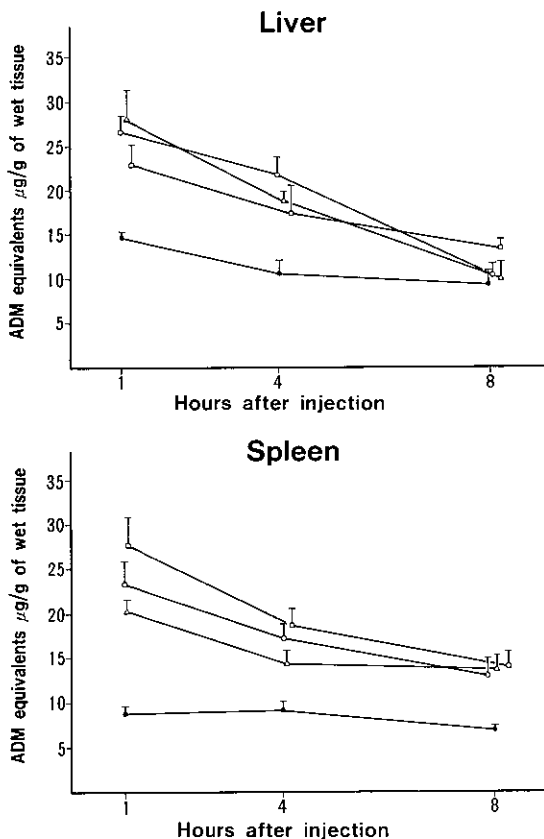 Liver
ADM equivalents µg/g of wet tissue
35
30
25
20
15
10
5
1 4 8
Hours after injection
Spleen
ADM equivalents µg/g of wet tissue
35
30
25
20
15
10
5
1 4 8
Hours after injection